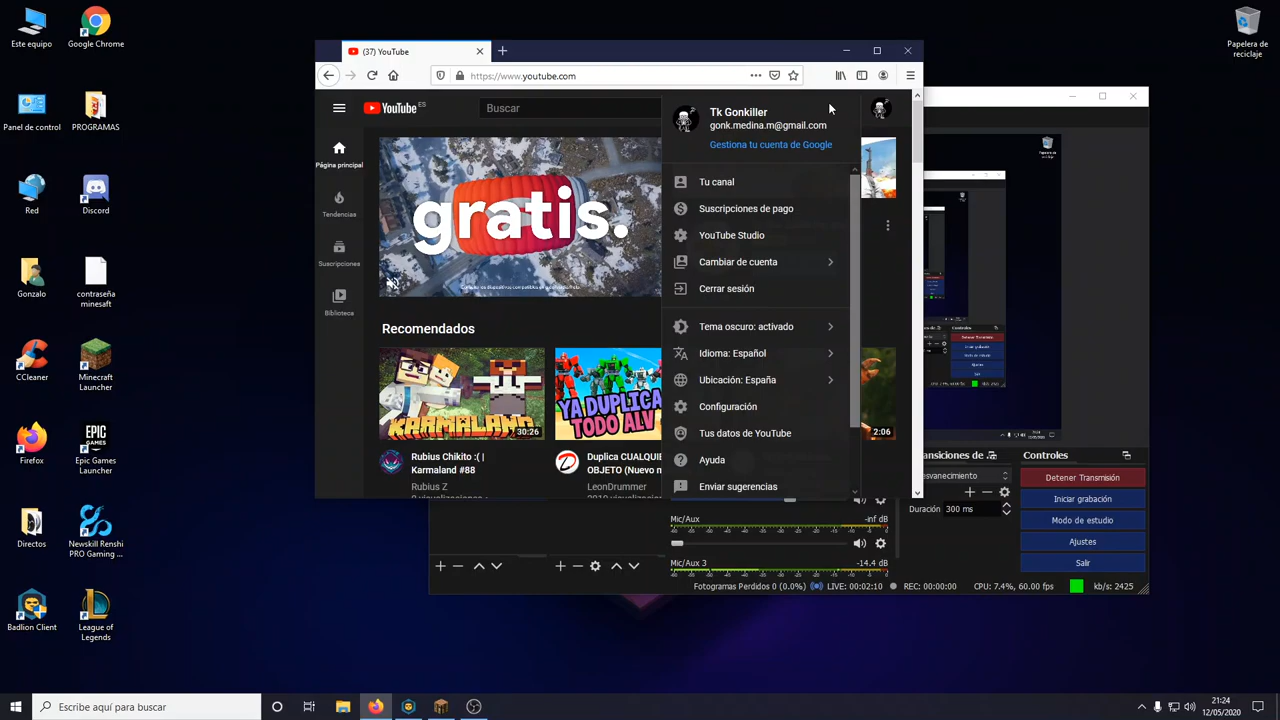 Este equipo
Google Chrome
Panel de control
PROGRAMAS
Red
Discord
Gonzalo
contraseña
minesaft
CCleaner
Minecraft
Launcher
Firefox
EPIC
GAMES
Epic Games
Launcher
Directos
Newskill Renshi
PRO Gaming ...
Badlion Client
League of
Legends
Papelera de
reciclaje
(37) YouTube
https://www.youtube.com
YouTube ES
Buscar
Página principal
Tendencias
Suscripciones
Biblioteca
gratis.
Recomendados
KARMALAND
30:26
Rubius Chikito :( |
Karmaland #88
Rubius Z
YA DUPLICA
TODO ALV
Duplica CUALQUIE
OBJETO (Nuevo m
LeonDrummer
2:06
Tk Gonkiller
gonk.medina.m@gmail.com
Gestiona tu cuenta de Google
Tu canal
Suscripciones de pago
YouTube Studio
Cambiar de cuenta
Cerrar sesión
Tema oscuro: activado
Idioma: Español
Ubicación: España
Configuración
Tus datos de YouTube
Ayuda
Enviar sugerencias
Mic/Aux
-inf dB
Mic/Aux 3
-14.4 dB
ansiciones de es
esvanecimiento
Duración 300 ms
Controles
Detener Transmisión
Iniciar grabación
Modo de estudio
Ajustes
Salir
Fotogramas Perdidos 0 (0.0%)
LIVE: 00:02:10
REC: 00:00:00
CPU: 7.4%, 60.00 fps
kb/s: 2425
Escribe aquí para buscar
21:24
12/05/2020